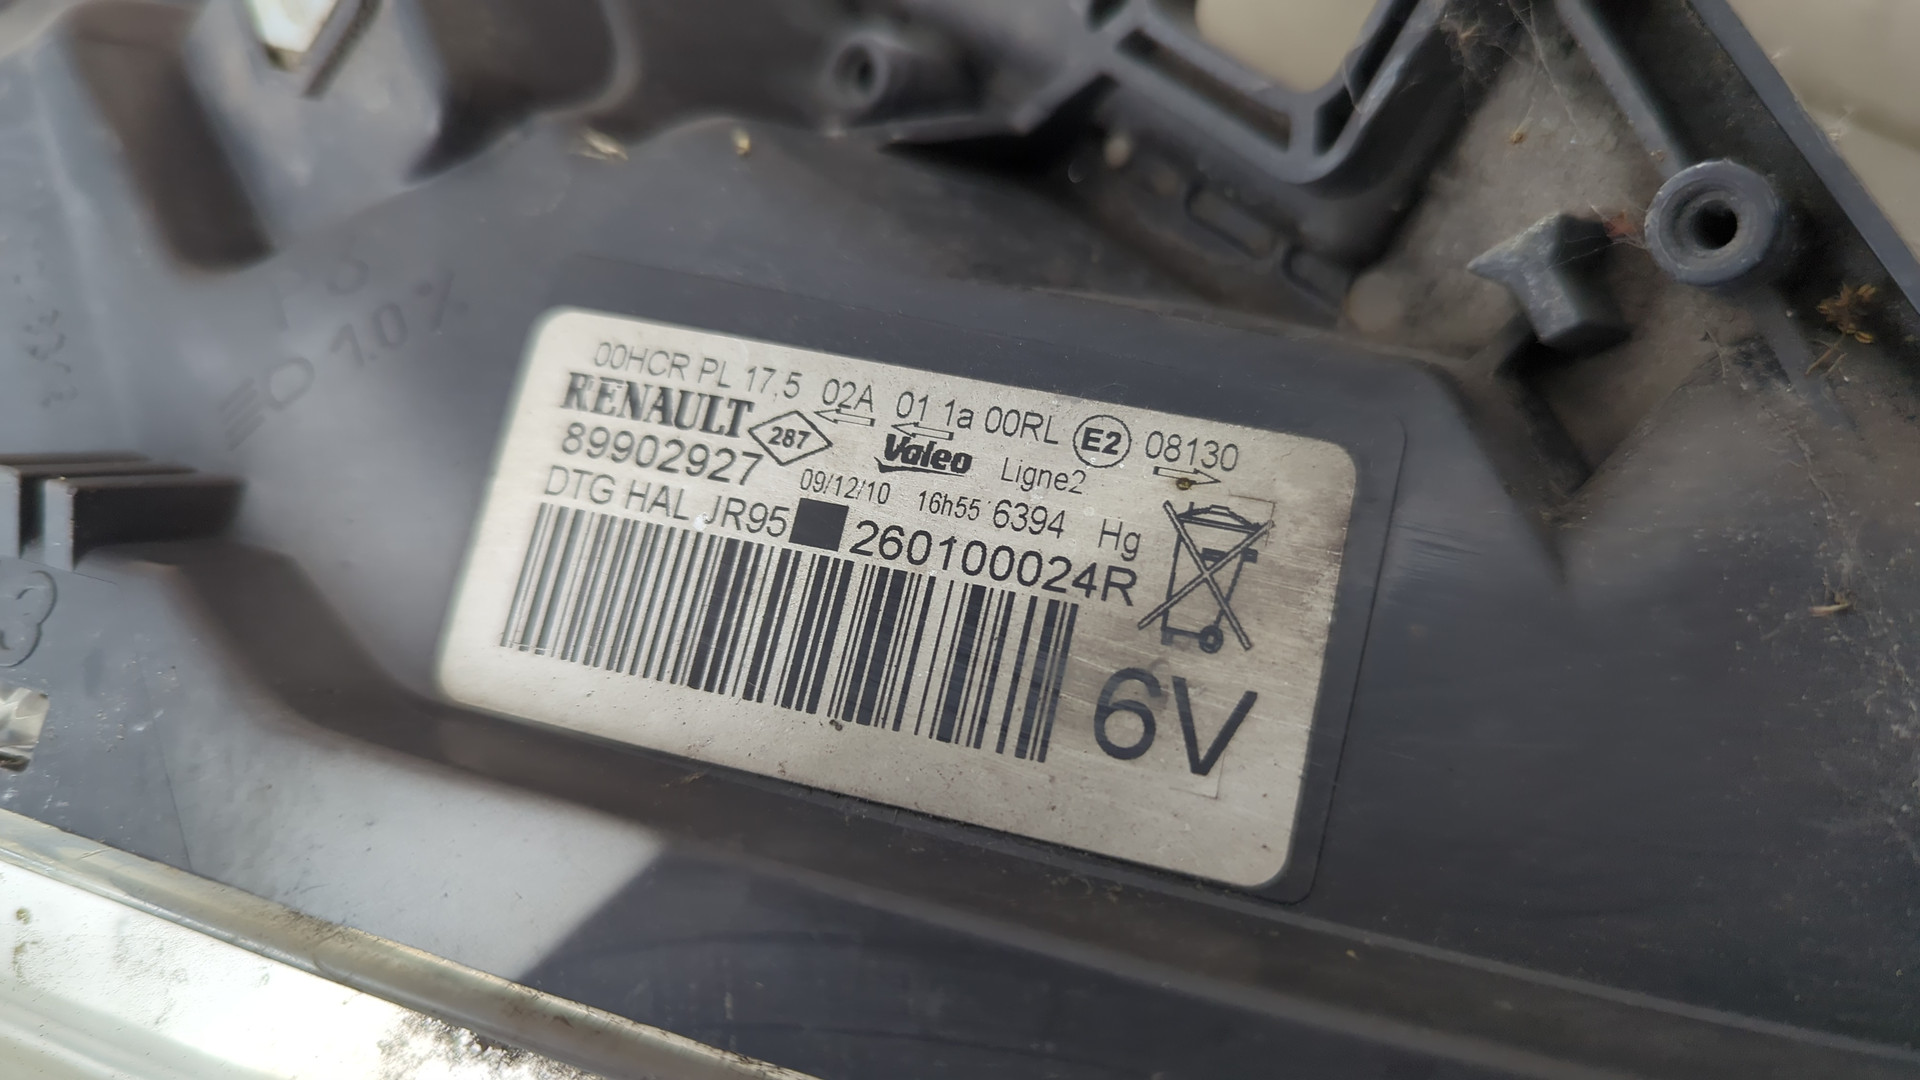 00HCR PL 17,5 02A 01 1a 00RL E2 08130
RENAULT 287 Valeo Ligne2
89902927 09/12/10 16h55 6394 Hg
DTG HAL JR95 260100024R
6V